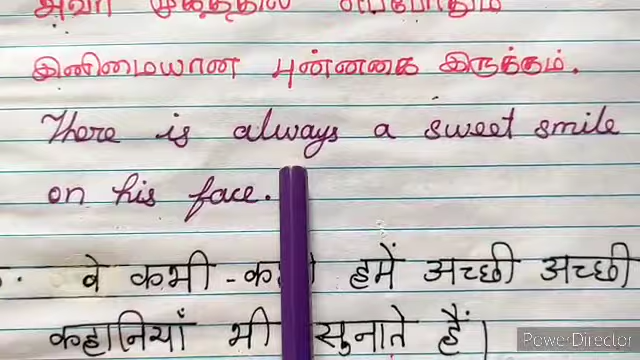 இனிமையான புன்னகை இருக்கும்.
There is always a sweet smile
on his face.
वे कभी - हमें अच्छी अच्छी
कहानियाँ भी सुनाते हैं।
PowerDirector